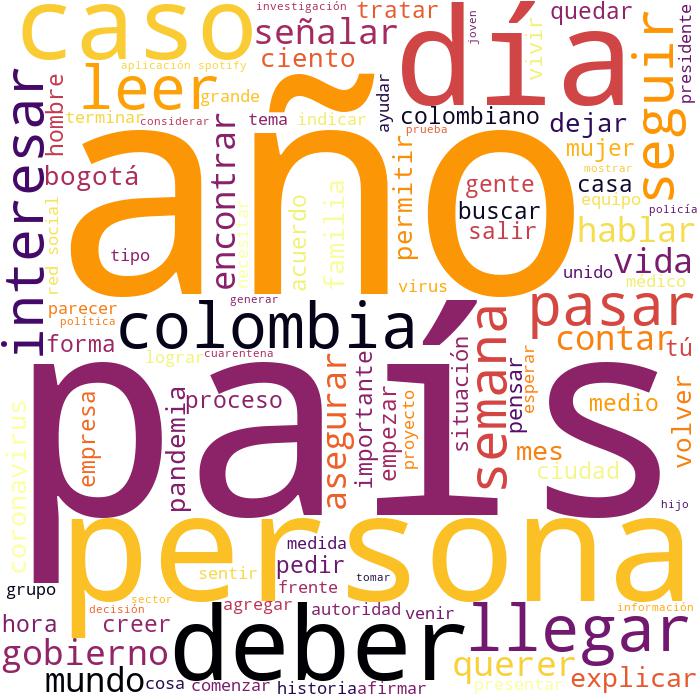 investigación
tratar
quedar
presidente
caso
señalar
día
joven
vivir
seguir
aplicación spotify
ciento
leer
grande
interesar
hombre
terminar
considerar
tema
indicar
ayudar
colombiano
dejar
prueba
año
encontrar
permitir
mujer
mostrar
bogotá
gente
casa
equipo
buscar
policía
salir
hablar
red social
necesitar
acuerdo
familia
tipo
vida
unido
médico
virus
generar
parecer
política
colombia
pasar
contar
tú
forma
lograr
cuarentena
país
asegurar
importante
situación
semana
pensar
esperar
volver
coronavirus
empresa
pandemia
proceso
empezar
proyecto
medio
mes
ciudad
hijo
persona
medida
pedir
sentir
tomar
frente
grupo
decisión
sector
agregar
autoridad
venir
información
hora
creer
deber
llegar
gobierno
querer
mundo
cosa
comenzar
historia
afirmar
presentar
explicar